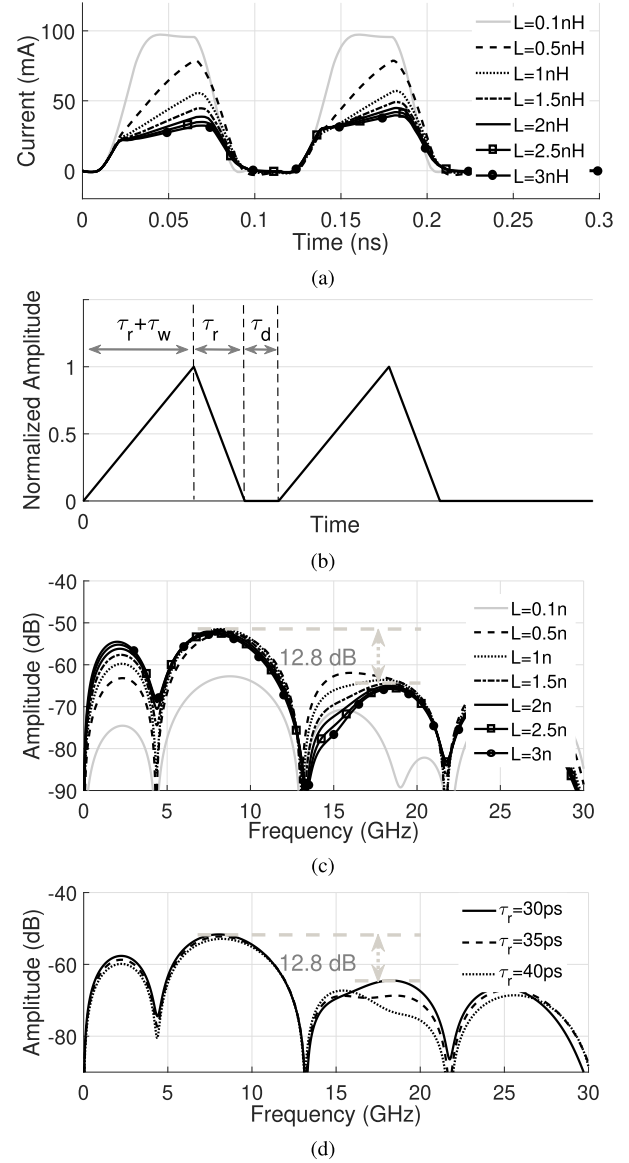 100
50
0
Current (mA)
L=0.1nH
L=0.5nH
L=1nH
L=1.5nH
L=2nH
L=2.5nH
L=3nH
0 0.05 0.1 0.15 0.2 0.25 0.3
Time (ns)
(a)
Normalized Amplitude
1
0.5
0
τr+τw τr τd
0
Time
(b)
Amplitude (dB)
-40
-50
-60
-70
-80
-90
12.8 dB
L=0.1n
L=0.5n
L=1n
L=1.5n
L=2n
L=2.5n
L=3n
0 5 10 15 20 25 30
Frequency (GHz)
(c)
Amplitude (dB)
-40
-60
-80
12.8 dB
τr=30ps
τr=35ps
τr=40ps
0 5 10 15 20 25 30
Frequency (GHz)
(d)